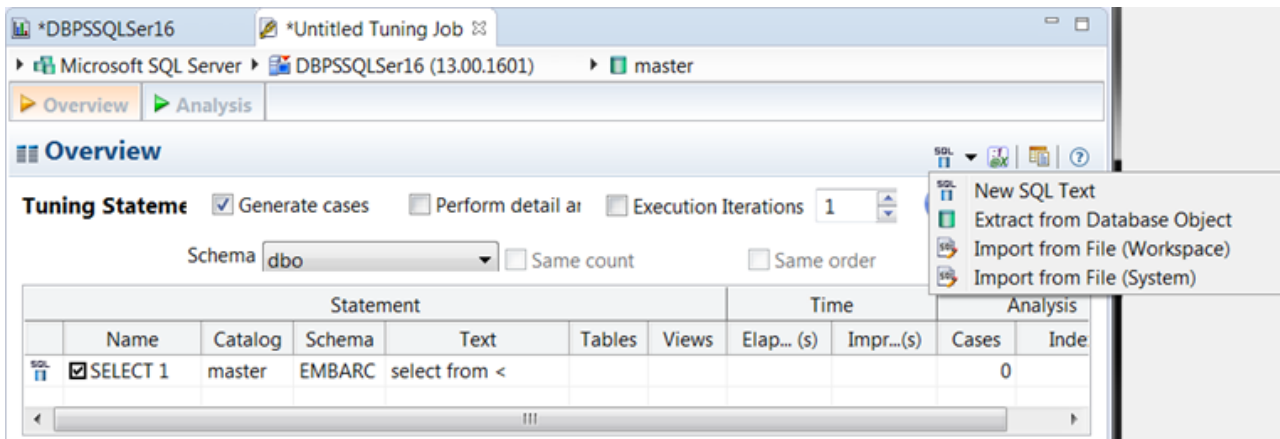 *DBPSSQLSer16 *Untitled Tuning Job
Microsoft SQL Server DBPSSQLSer16 (13.00.1601) master
Overview Analysis
Overview
Tuning Stateme Generate cases Perform detail ar Execution Iterations 1
New SQL Text
Extract from Database Object
Import from File (Workspace)
Import from File (System)
Schema dbo Same count Same order
Statement Time Analysis
Name Catalog Schema Text Tables Views Elap... (s) Impr...(s) Cases Inde
SELECT 1 master EMBARC select from < 0